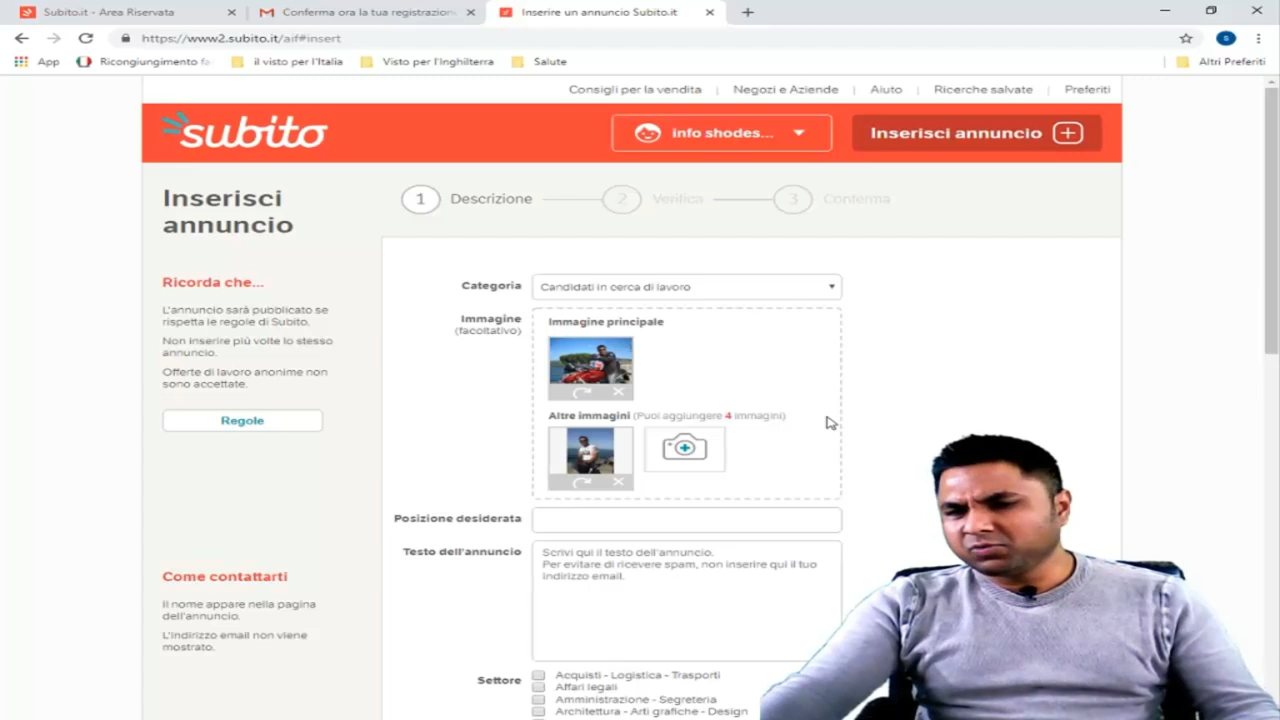 Subito.it - Area Riservata
Conferma ora la tua registrazion
Inserire un annuncio Subito.it
https://www2.subito.it/aif#insert
App
Ricongiungimento fa
il visto per l'Italia
Visto per l'Inghilterra
Salute
Altri Preferiti
Consigli per la vendita
Negozi e Aziende
Aiuto
Ricerche salvate
Preferiti
subito
info shodes...
Inserisci annuncio
Inserisci
annuncio
1 Descrizione
2 Verifica
3 Conferma
Ricorda che...
L'annuncio sarà pubblicato se
rispetta le regole di Subito.
Non inserire più volte lo stesso
annuncio.
Offerte di lavoro anonime non
sono accettate.
Regole
Come contattarti
Il nome appare nella pagina
dell'annuncio.
L'indirizzo email non viene
mostrato.
Categoria
Candidati in cerca di lavoro
Immagine
(facoltativo)
Immagine principale
Altre immagini (Puoi aggiungere 4 immagini)
Posizione desiderata
Testo dell'annuncio
Scrivi qui il testo dell'annuncio.
Per evitare di ricevere spam, non inserire qui il tuo
indirizzo email.
Settore
Acquisti - Logistica - Trasporti
Affari legali
Amministrazione - Segreteria
Architettura - Arti grafiche - Design